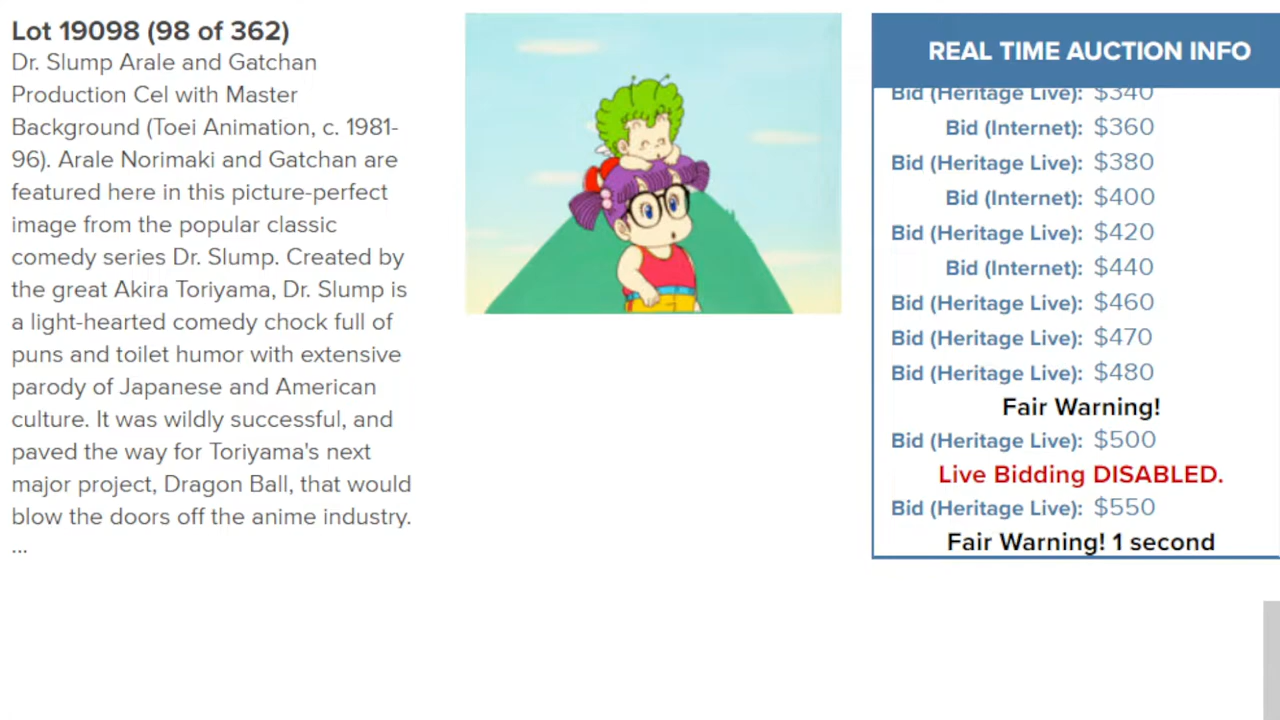 Lot 19098 (98 of 362)
Dr. Slump Arale and Gatchan
Production Cel with Master
Background (Toei Animation, c. 1981-
96). Arale Norimaki and Gatchan are
featured here in this picture-perfect
image from the popular classic
comedy series Dr. Slump. Created by
the great Akira Toriyama, Dr. Slump is
a light-hearted comedy chock full of
puns and toilet humor with extensive
parody of Japanese and American
culture. It was wildly successful, and
paved the way for Toriyama's next
major project, Dragon Ball, that would
blow the doors off the anime industry.
...
REAL TIME AUCTION INFO
Bid (Heritage Live): $340
Bid (Internet): $360
Bid (Heritage Live): $380
Bid (Internet): $400
Bid (Heritage Live): $420
Bid (Internet): $440
Bid (Heritage Live): $460
Bid (Heritage Live): $470
Bid (Heritage Live): $480
Fair Warning!
Bid (Heritage Live): $500
Live Bidding DISABLED.
Bid (Heritage Live): $550
Fair Warning! 1 second